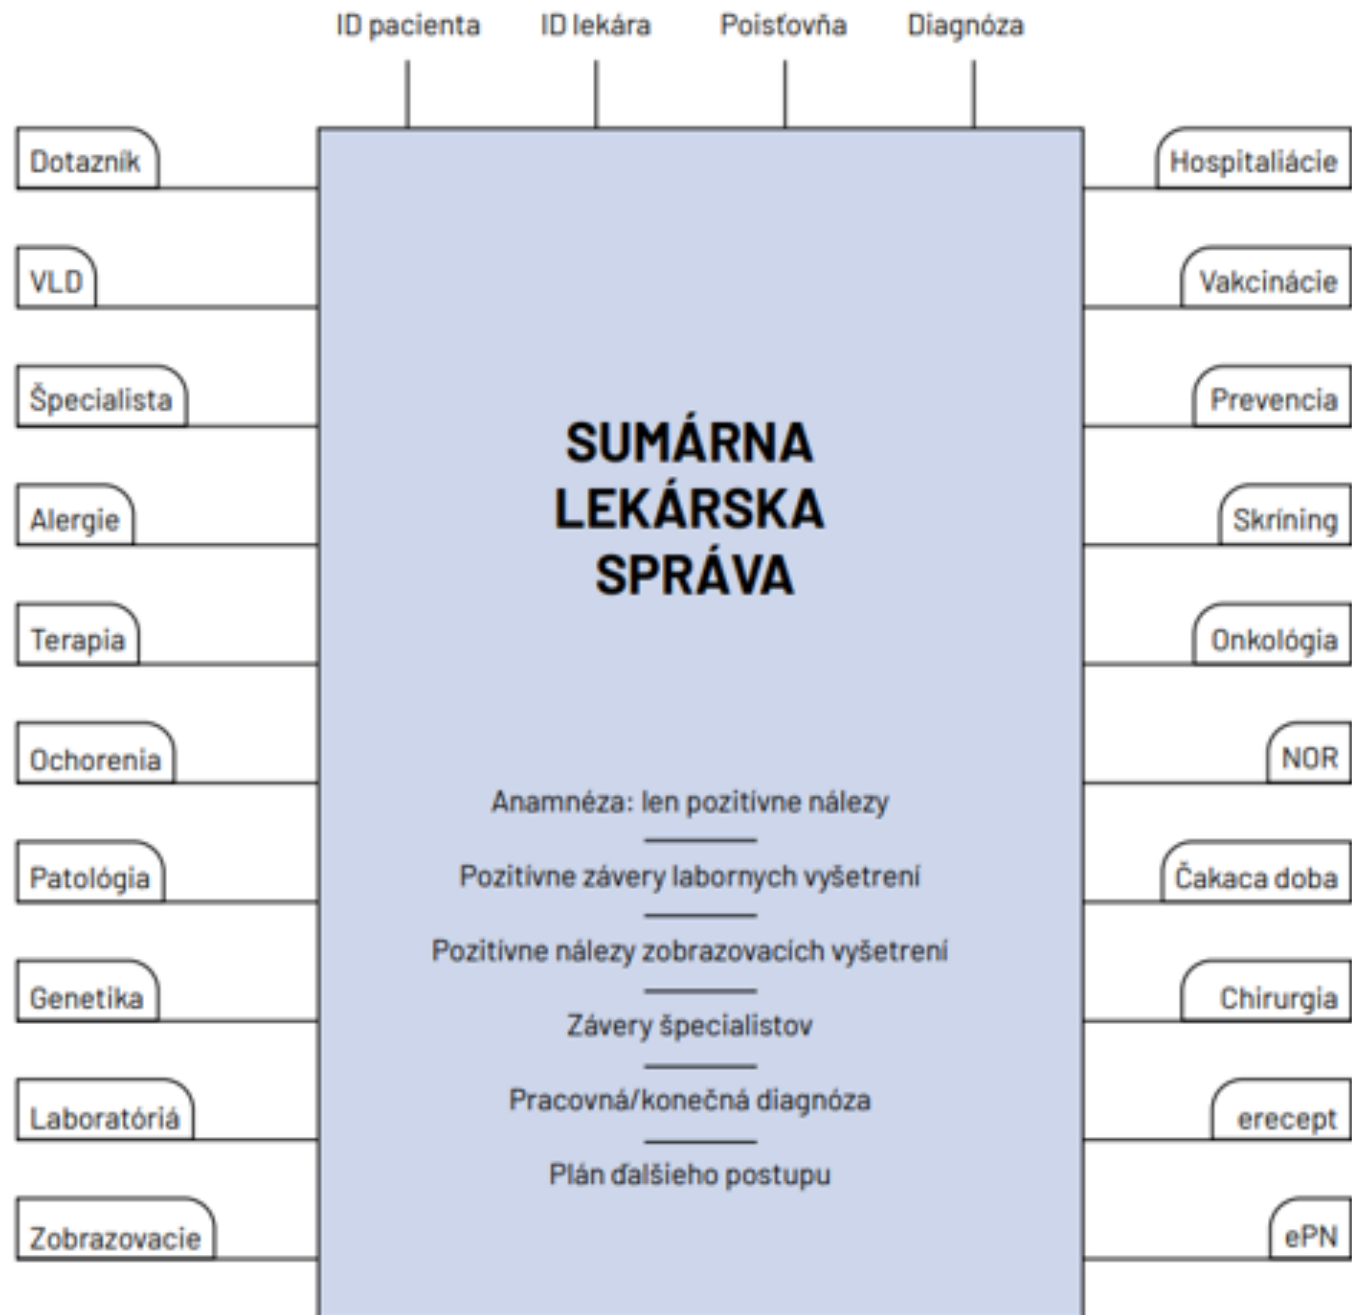 ID pacienta ID lekára Poisťovňa Diagnóza
Dotazník
VLD
Špecialista
Alergie
Terapia
Ochorenia
Patológia
Genetika
Laboratóriá
Zobrazovacie
SUMÁRNA
LEKÁRSKA
SPRÁVA
Anamnéza: len pozitívne nálezy
Pozitívne závery labornych vyšetrení
Pozitívne nálezy zobrazovacích vyšetrení
Závery špecialistov
Pracovná/konečná diagnóza
Plán ďalšieho postupu
Hospitaliácie
Vakcinácie
Prevencia
Skríning
Onkológia
NOR
Čakaca doba
Chirurgia
erecept
ePN